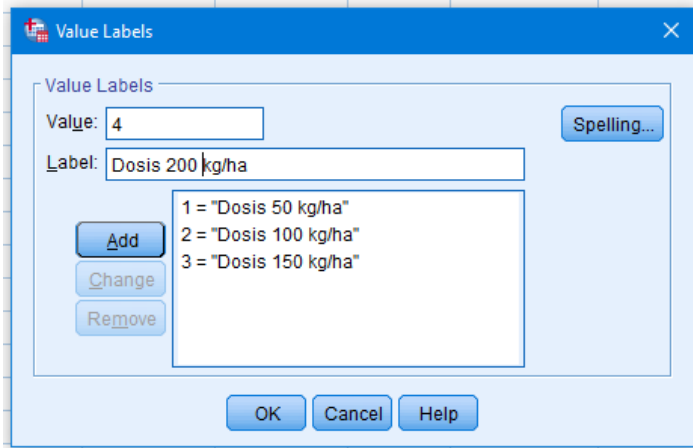 Value Labels
Value Labels
Value: 4
Spelling...
Label: Dosis 200 kg/ha
1 = "Dosis 50 kg/ha"
2 = "Dosis 100 kg/ha"
3 = "Dosis 150 kg/ha"
Add
Change
Remove
OK Cancel Help